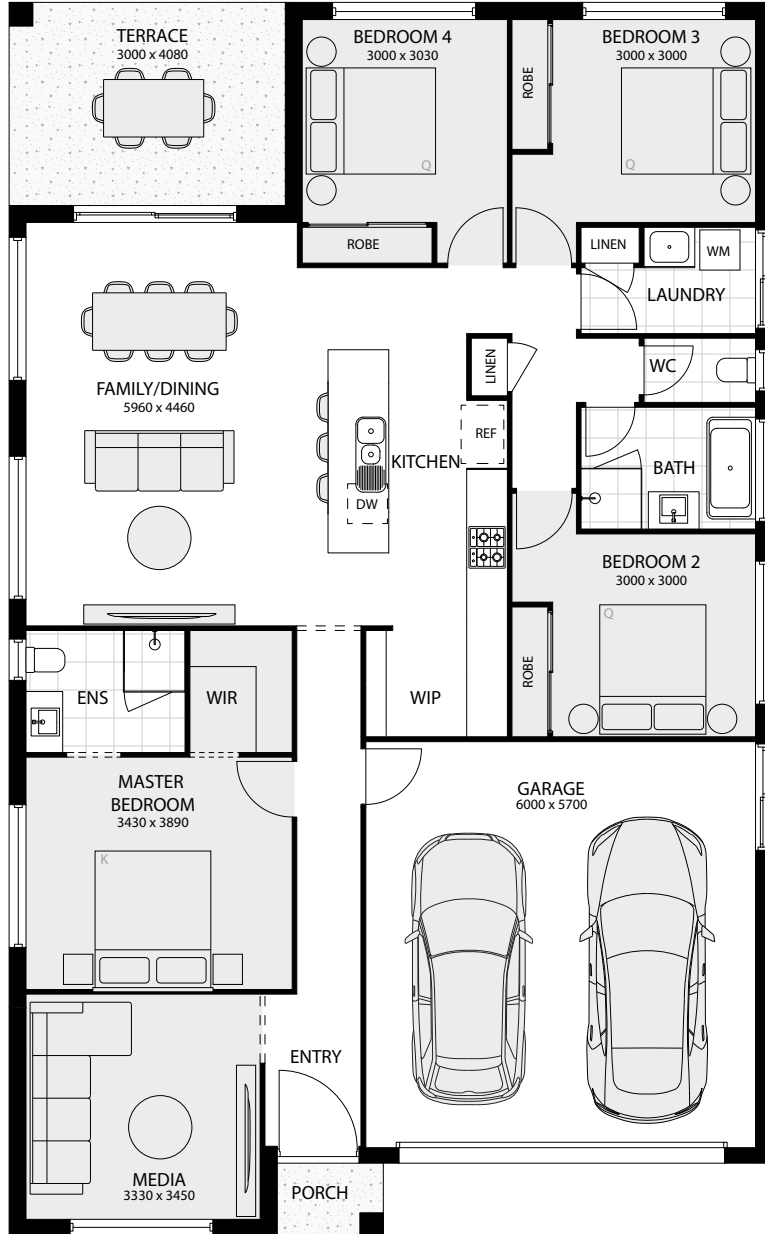 TERRACE
3000 x 4080
BEDROOM 4
3000 x 3030
BEDROOM 3
3000 x 3000
ROBE
Q
Q
ROBE
LINEN
WM
LAUNDRY
LINEN
WC
FAMILY/DINING
5960 x 4460
REF
KITCHEN
BATH
DW
BEDROOM 2
3000 x 3000
Q
ROBE
ENS
WIR
WIP
MASTER
BEDROOM
3430 x 3890
K
GARAGE
6000 x 5700
ENTRY
MEDIA
3330 x 3450
PORCH